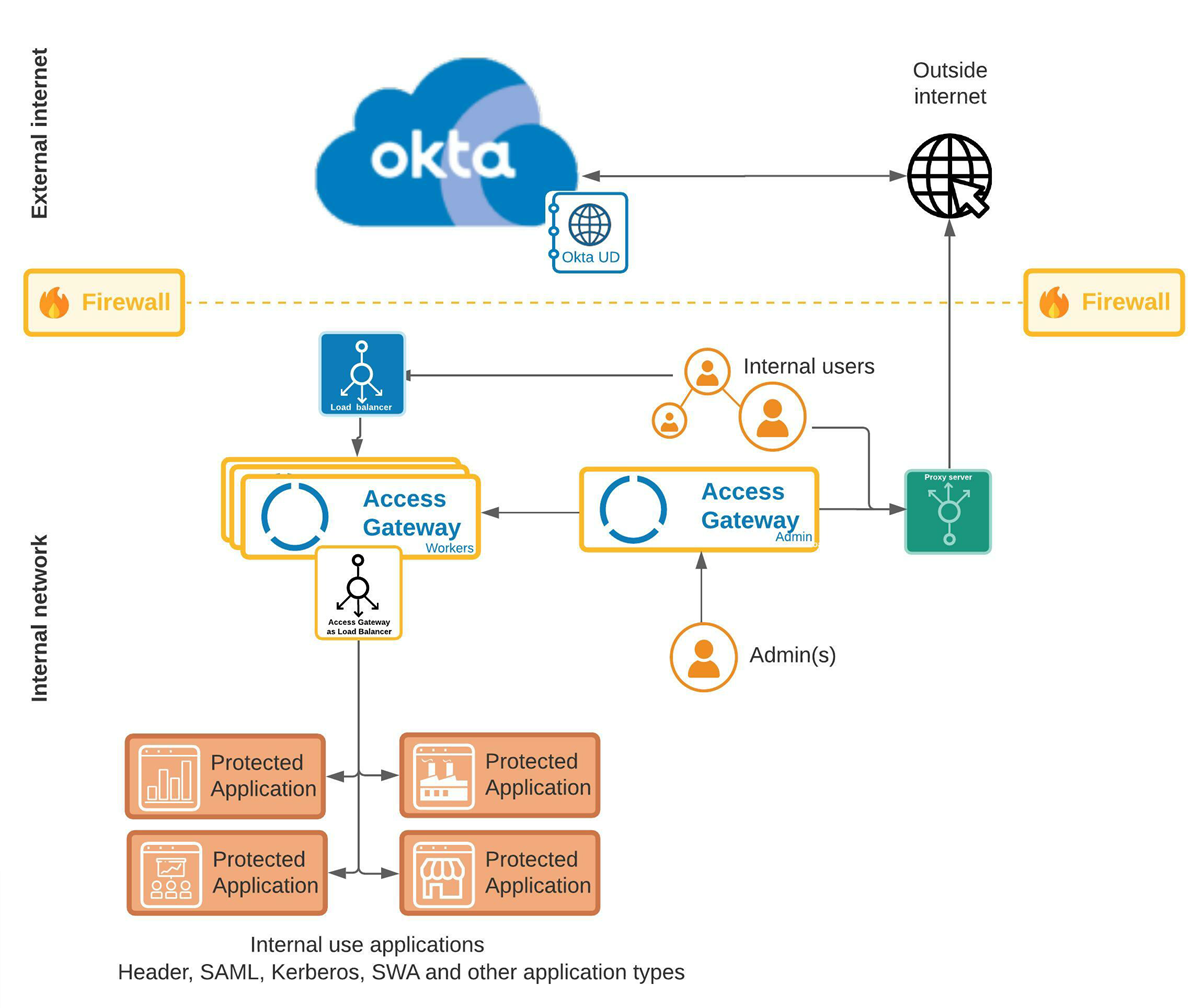 External internet
okta
Okta UD
Outside
internet
Firewall
Firewall
Load balancer
Internal users
Access
Gateway
Workers
Access
Gateway
Admin
Proxy server
Access Gateway
as Load Balancer
Internal network
Admin(s)
Protected
Application
Protected
Application
Protected
Application
Protected
Application
Internal use applications
Header, SAML, Kerberos, SWA and other application types